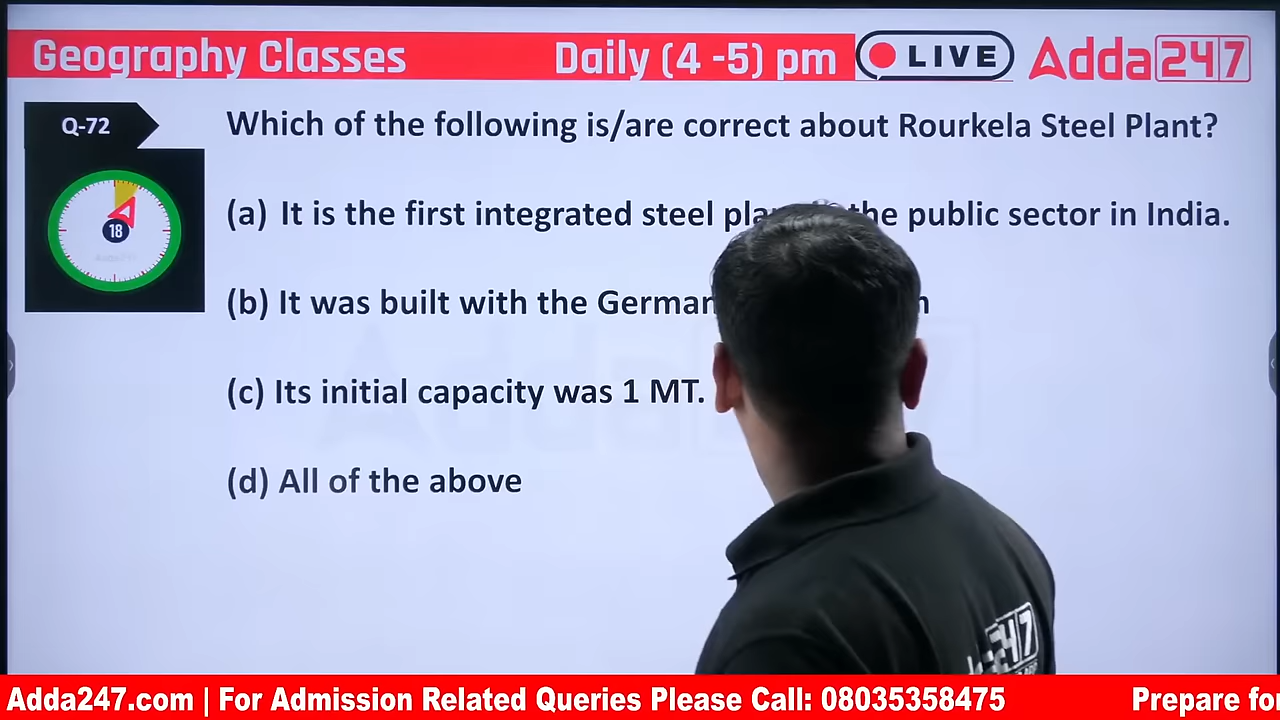 Geography Classes Daily (4 -5) pm LIVE Adda247
Q-72 Which of the following is/are correct about Rourkela Steel Plant?
18
(a) It is the first integrated steel the public sector in India.
(b) It was built with the
(c) Its initial capacity was 1 MT.
(d) All of the above
247
Adda247.com | For Admission Related Queries Please Call: 08035358475 Prepare